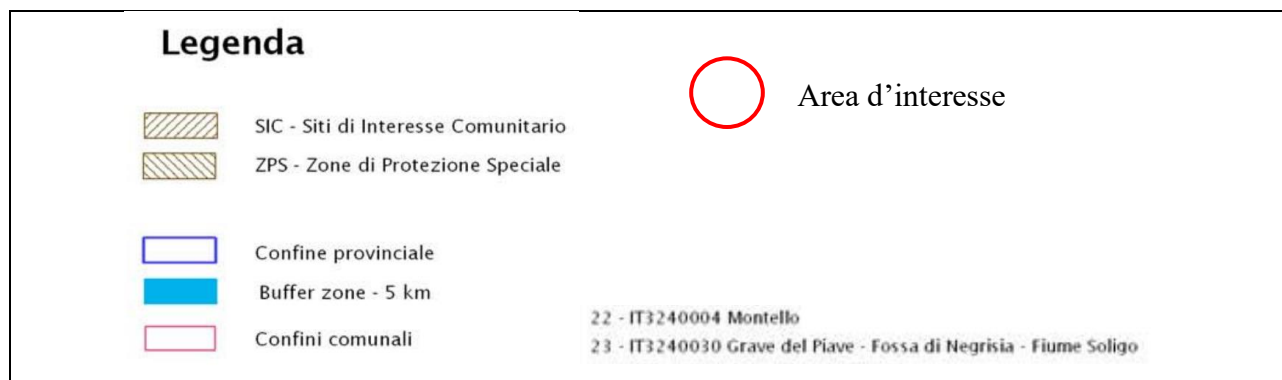 Legenda
Area d’interesse
SIC - Siti di Interesse Comunitario
ZPS - Zone di Protezione Speciale
Confine provinciale
Buffer zone - 5 km
Confini comunali
22 - IT3240004 Montello
23 - IT3240030 Grave del Piave - Fossa di Negrisia - Fiume Soligo